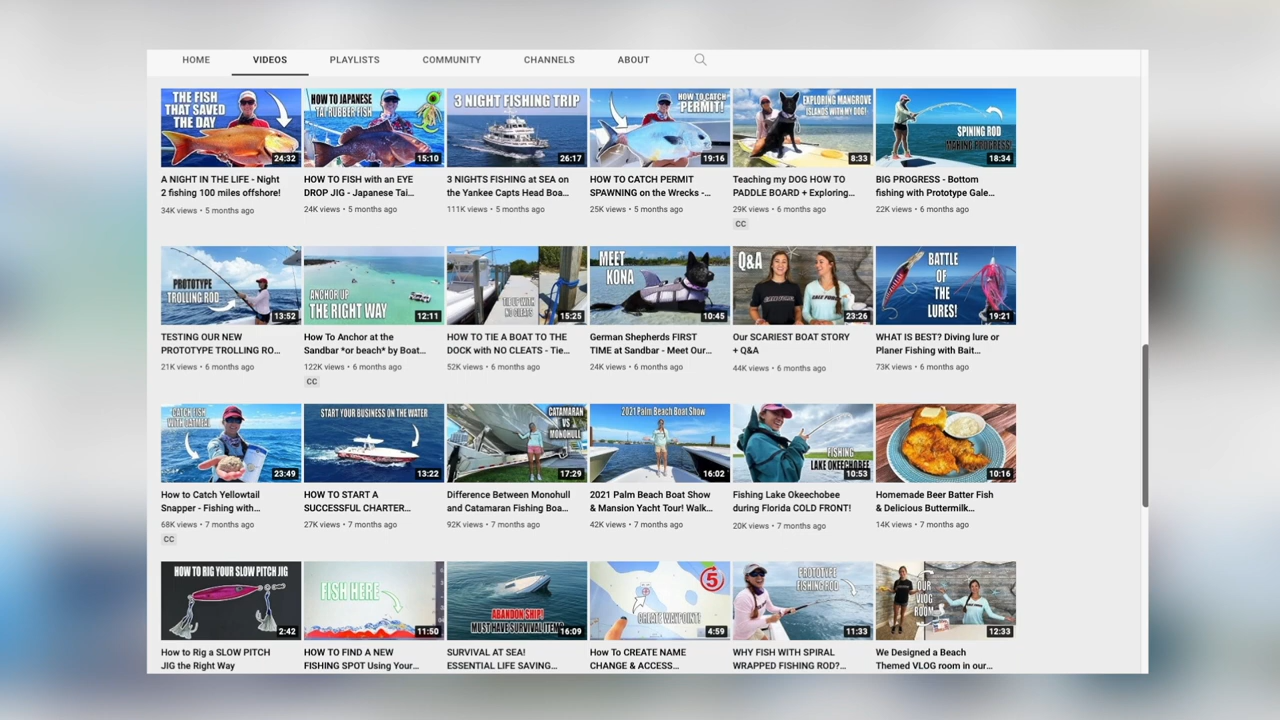 HOME VIDEOS PLAYLISTS COMMUNITY CHANNELS ABOUT
THE FISH
THAT SAVED
THE DAY
24:32
HOW TO JAPANESE
TAI RUBBER FISH
15:10
3 NIGHT FISHING TRIP
26:17
HOW TO CATCH
PERMIT!
19:16
EXPLORING MANGROVE
ISLANDS WITH MY DOG!
8:33
SPINING ROD
MAKING PROGRESS!
18:34
A NIGHT IN THE LIFE - Night
2 fishing 100 miles offshore!
34K views • 5 months ago
HOW TO FISH with an EYE
DROP JIG - Japanese Tai...
24K views • 5 months ago
3 NIGHTS FISHING at SEA on
the Yankee Capts Head Boa...
111K views • 5 months ago
HOW TO CATCH PERMIT
SPAWNING on the Wrecks -...
25K views • 5 months ago
Teaching my DOG HOW TO
PADDLE BOARD + Exploring...
29K views • 6 months ago
CC
BIG PROGRESS - Bottom
fishing with Prototype Gale...
22K views • 6 months ago
PROTOTYPE
TROLLING ROD
13:52
ANCHOR UP
THE RIGHT WAY
12:11
TIE UP WITH
NO CLEATS
15:25
MEET
KONA
10:45
Q&A
23:26
BATTLE
OF
THE
LURES!
19:21
TESTING OUR NEW
PROTOTYPE TROLLING RO...
21K views • 6 months ago
How To Anchor at the
Sandbar *or beach* by Boat...
122K views • 6 months ago
CC
HOW TO TIE A BOAT TO THE
DOCK with NO CLEATS - Tie...
52K views • 6 months ago
German Shepherds FIRST
TIME at Sandbar - Meet Our...
24K views • 6 months ago
Our SCARIEST BOAT STORY
+ Q&A
44K views • 6 months ago
WHAT IS BEST? Diving lure or
Planer Fishing with Bait...
73K views • 6 months ago
CATCH FISH
WITH OATMEAL
23:49
START YOUR BUSINESS ON THE WATER
13:22
CATAMARAN
VS
MONOHULL
17:29
2021 Palm Beach Boat Show
16:02
FISHING
LAKE OKEECHOBEE
10:53
10:16
How to Catch Yellowtail
Snapper - Fishing with...
68K views • 7 months ago
CC
HOW TO START A
SUCCESSFUL CHARTER...
27K views • 7 months ago
Difference Between Monohull
and Catamaran Fishing Boa...
92K views • 7 months ago
2021 Palm Beach Boat Show
& Mansion Yacht Tour! Walk...
42K views • 7 months ago
Fishing Lake Okeechobee
during Florida COLD FRONT!
20K views • 7 months ago
Homemade Beer Batter Fish
& Delicious Buttermilk...
14K views • 7 months ago
HOW TO RIG YOUR SLOW PITCH JIG
2:42
FISH HERE
11:50
ABANDON SHIP!
MUST HAVE SURVIVAL ITEMS
16:09
5
CREATE WAYPOINT!
4:59
PROTOTYPE
FISHING ROD
11:33
OUR
VLOG
ROOM
12:33
How to Rig a SLOW PITCH
JIG the Right Way
HOW TO FIND A NEW
FISHING SPOT Using Your...
SURVIVAL AT SEA!
ESSENTIAL LIFE SAVING...
How To CREATE NAME
CHANGE & ACCESS...
WHY FISH WITH SPIRAL
WRAPPED FISHING ROD?...
We Designed a Beach
Themed VLOG room in our...